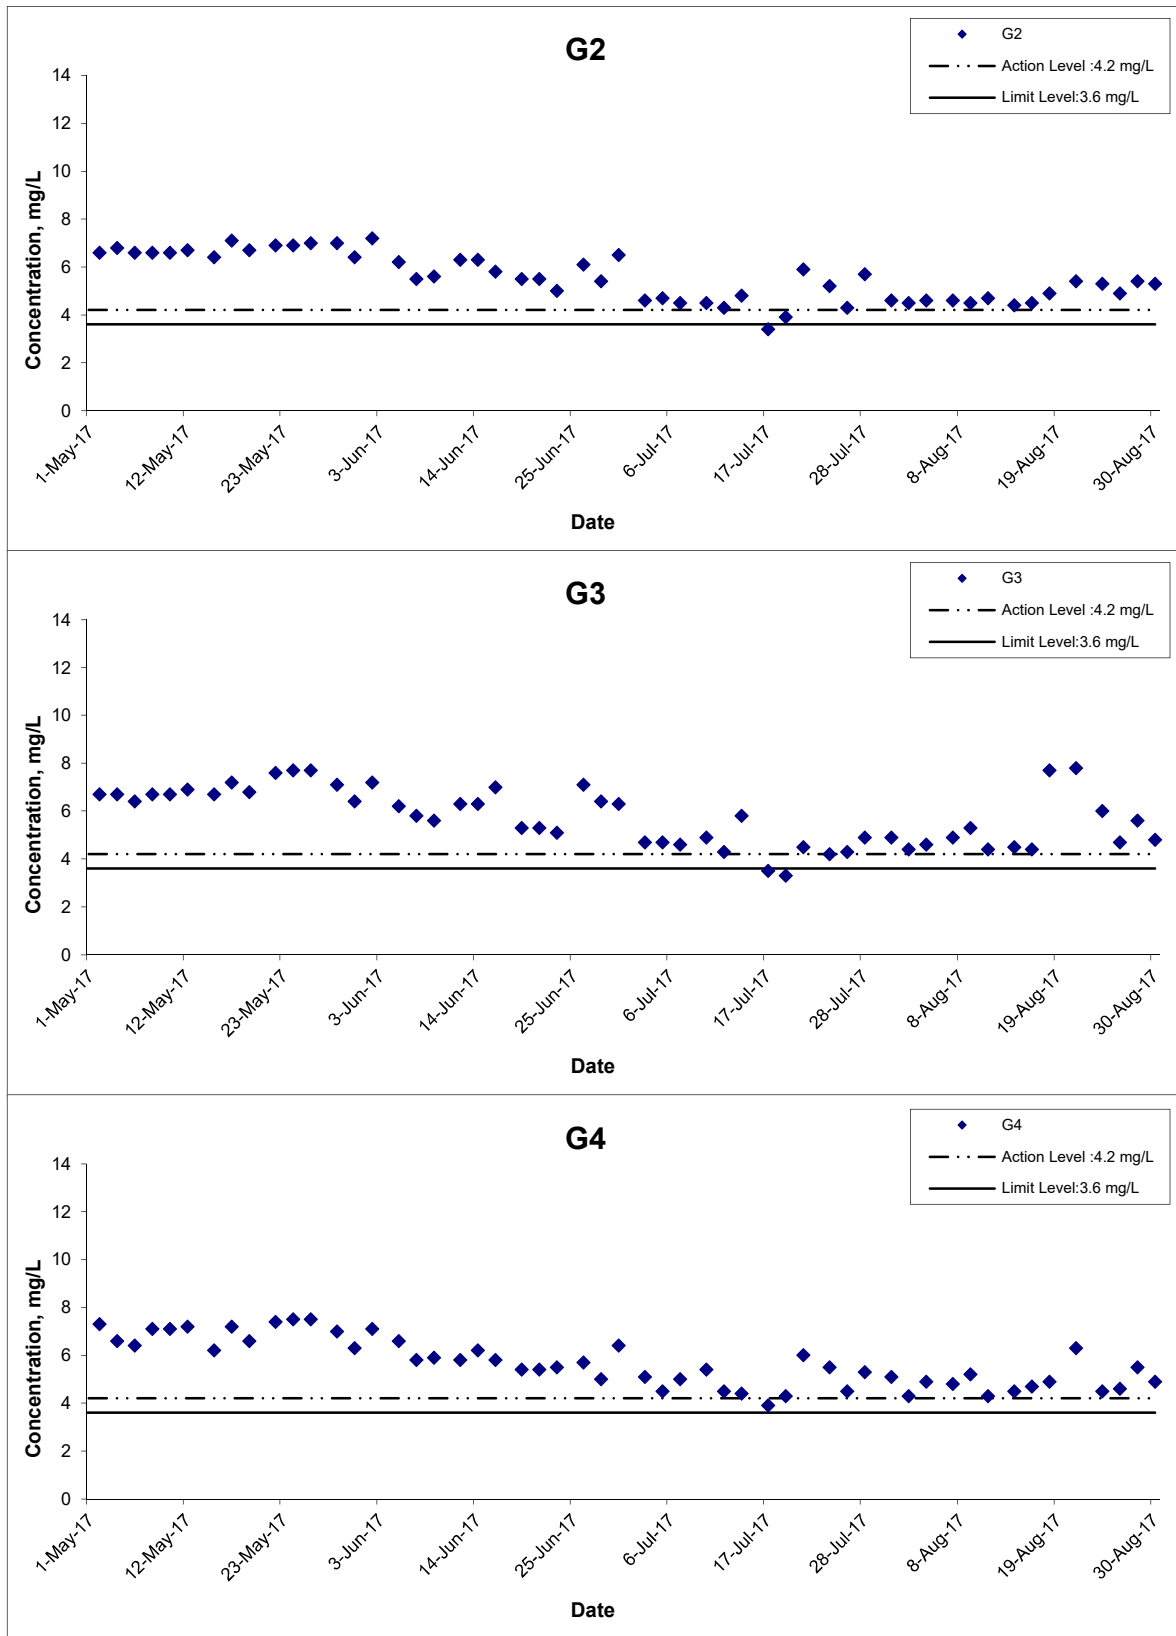 G2
G2
Action Level :4.2 mg/L
Limit Level:3.6 mg/L
Concentration, mg/L
14
12
10
8
6
4
2
0
1-May-17
12-May-17
23-May-17
3-Jun-17
14-Jun-17
25-Jun-17
6-Jul-17
17-Jul-17
28-Jul-17
8-Aug-17
19-Aug-17
30-Aug-17
Date
G3
G3
Action Level :4.2 mg/L
Limit Level:3.6 mg/L
Concentration, mg/L
14
12
10
8
6
4
2
0
1-May-17
12-May-17
23-May-17
3-Jun-17
14-Jun-17
25-Jun-17
6-Jul-17
17-Jul-17
28-Jul-17
8-Aug-17
19-Aug-17
30-Aug-17
Date
G4
G4
Action Level :4.2 mg/L
Limit Level:3.6 mg/L
Concentration, mg/L
14
12
10
8
6
4
2
0
1-May-17
12-May-17
23-May-17
3-Jun-17
14-Jun-17
25-Jun-17
6-Jul-17
17-Jul-17
28-Jul-17
8-Aug-17
19-Aug-17
30-Aug-17
Date